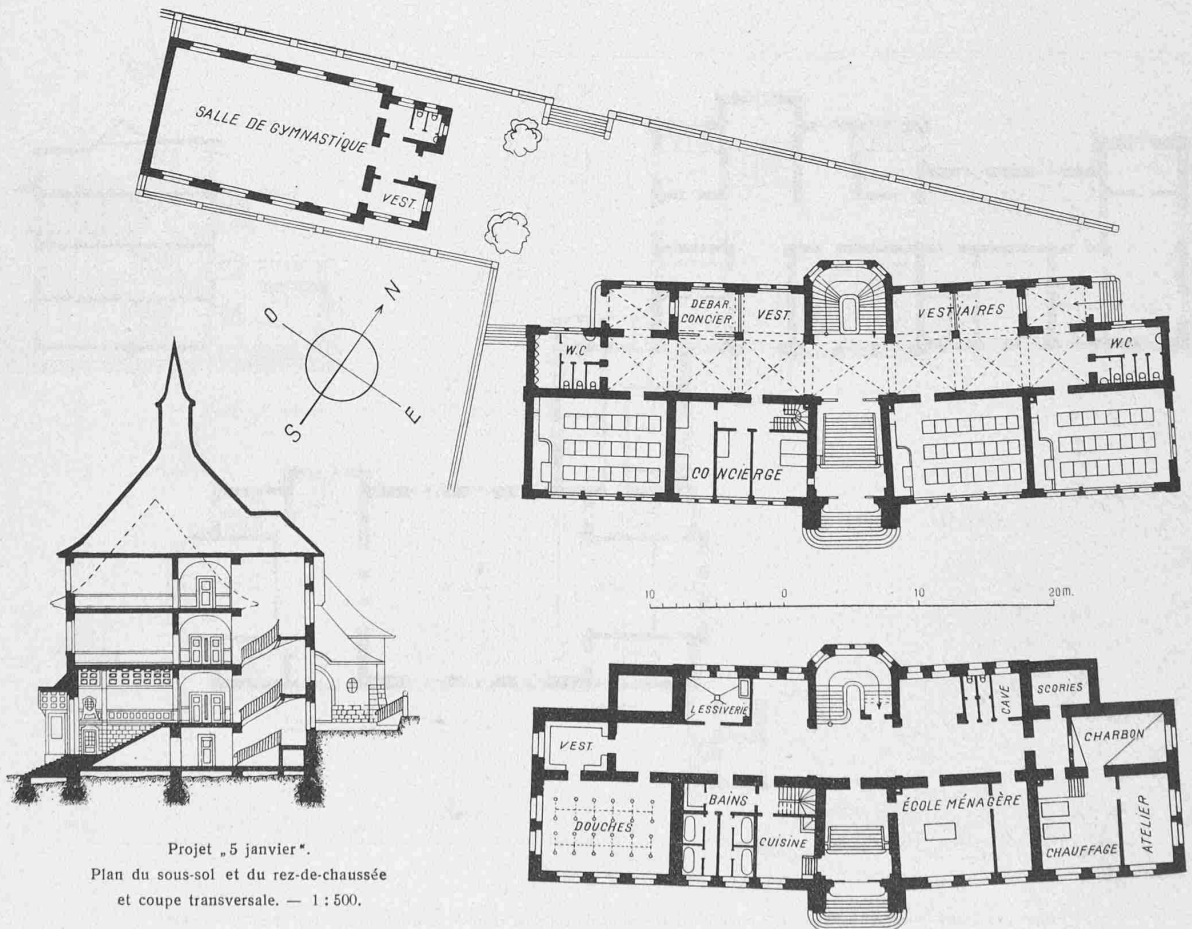 SALLE DE GYMNASTIQUE
VEST.
N
O
E
S
W.C
DEBAR.
CONCIER.
VEST.
VESTIAIRES
W.C.
CONCIERGE
10 0 10 20 m.
LESSIVERIE
CAVE
SCORIES
VEST.
CHARBON
BAINS
ÉCOLE MÉNAGÈRE
DOUCHES
CUISINE
CHAUFFAGE
ATELIER
Projet „5 janvier“.
Plan du sous-sol et du rez-de-chaussée
et coupe transversale. — 1 : 500.